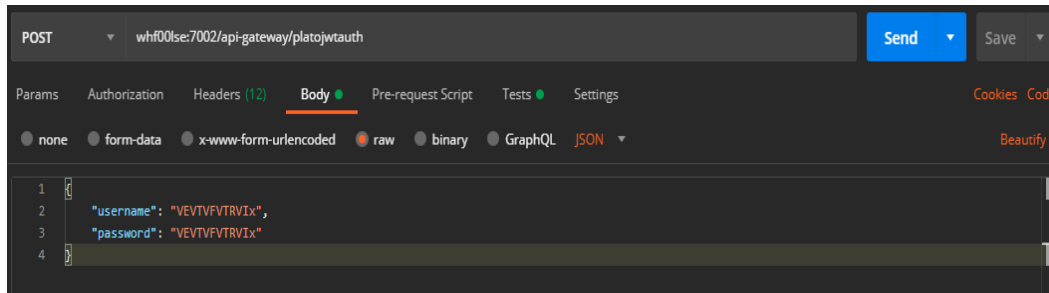 POST whf00lse:7002/api-gateway/platojwtauth Send Save
Params Authorization Headers (12) Body Pre-request Script Tests Settings Cookies Cod
none form-data x-www-form-urlencoded raw binary GraphQL JSON Beautify
1 {
2 "username": "VEVTVFVTRVIx",
3 "password": "VEVTVFVTRVIx"
4 }